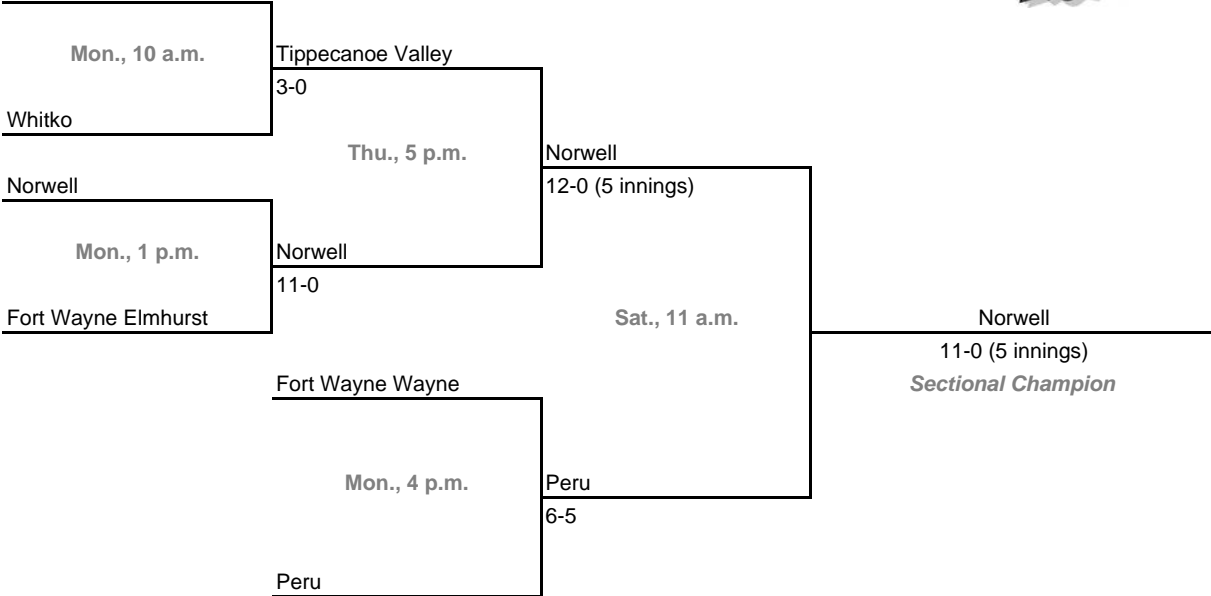 Mon., 10 a.m.
Tippecanoe Valley
3-0
Whitko
Thu., 5 p.m.
Norwell
12-0 (5 innings)
Norwell
Mon., 1 p.m.
Norwell
11-0
Fort Wayne Elmhurst
Sat., 11 a.m.
Norwell
11-0 (5 innings)
Sectional Champion
Fort Wayne Wayne
Mon., 4 p.m.
Peru
6-5
Peru